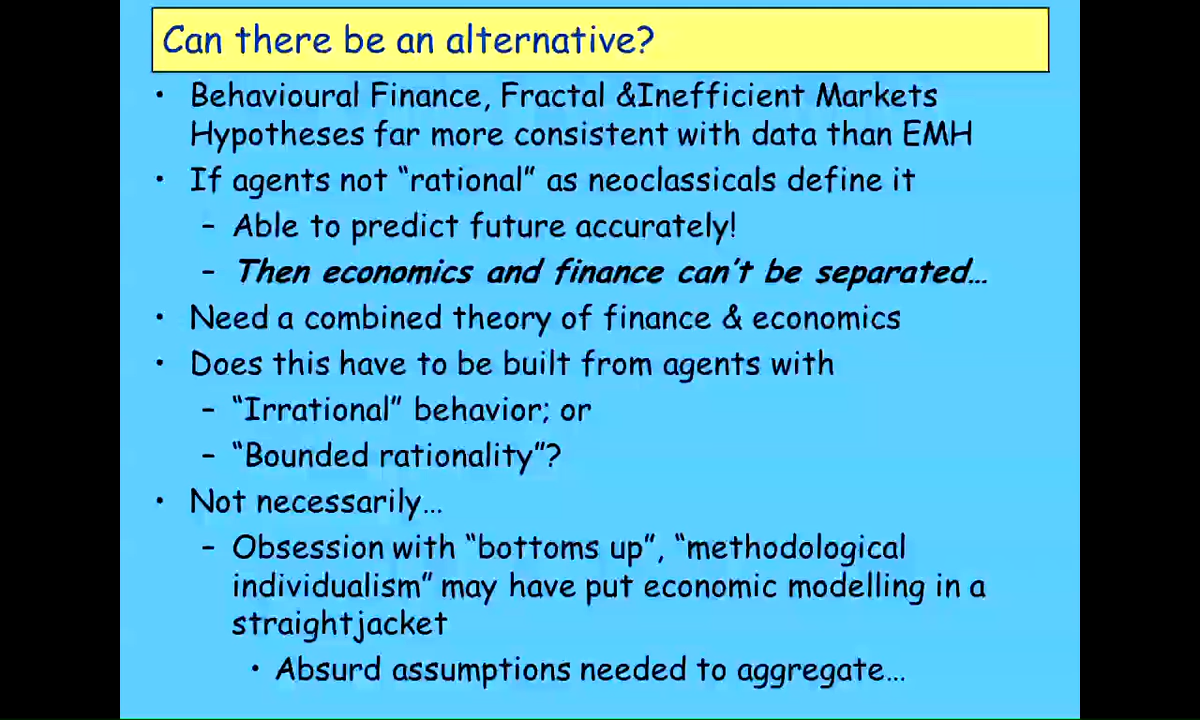 Can there be an alternative?
• Behavioural Finance, Fractal &Inefficient Markets
Hypotheses far more consistent with data than EMH
• If agents not “rational” as neoclassicals define it
– Able to predict future accurately!
– Then economics and finance can’t be separated…
• Need a combined theory of finance & economics
• Does this have to be built from agents with
– “Irrational” behavior; or
– “Bounded rationality”?
• Not necessarily…
– Obsession with “bottoms up”, “methodological
individualism” may have put economic modelling in a
straightjacket
• Absurd assumptions needed to aggregate…